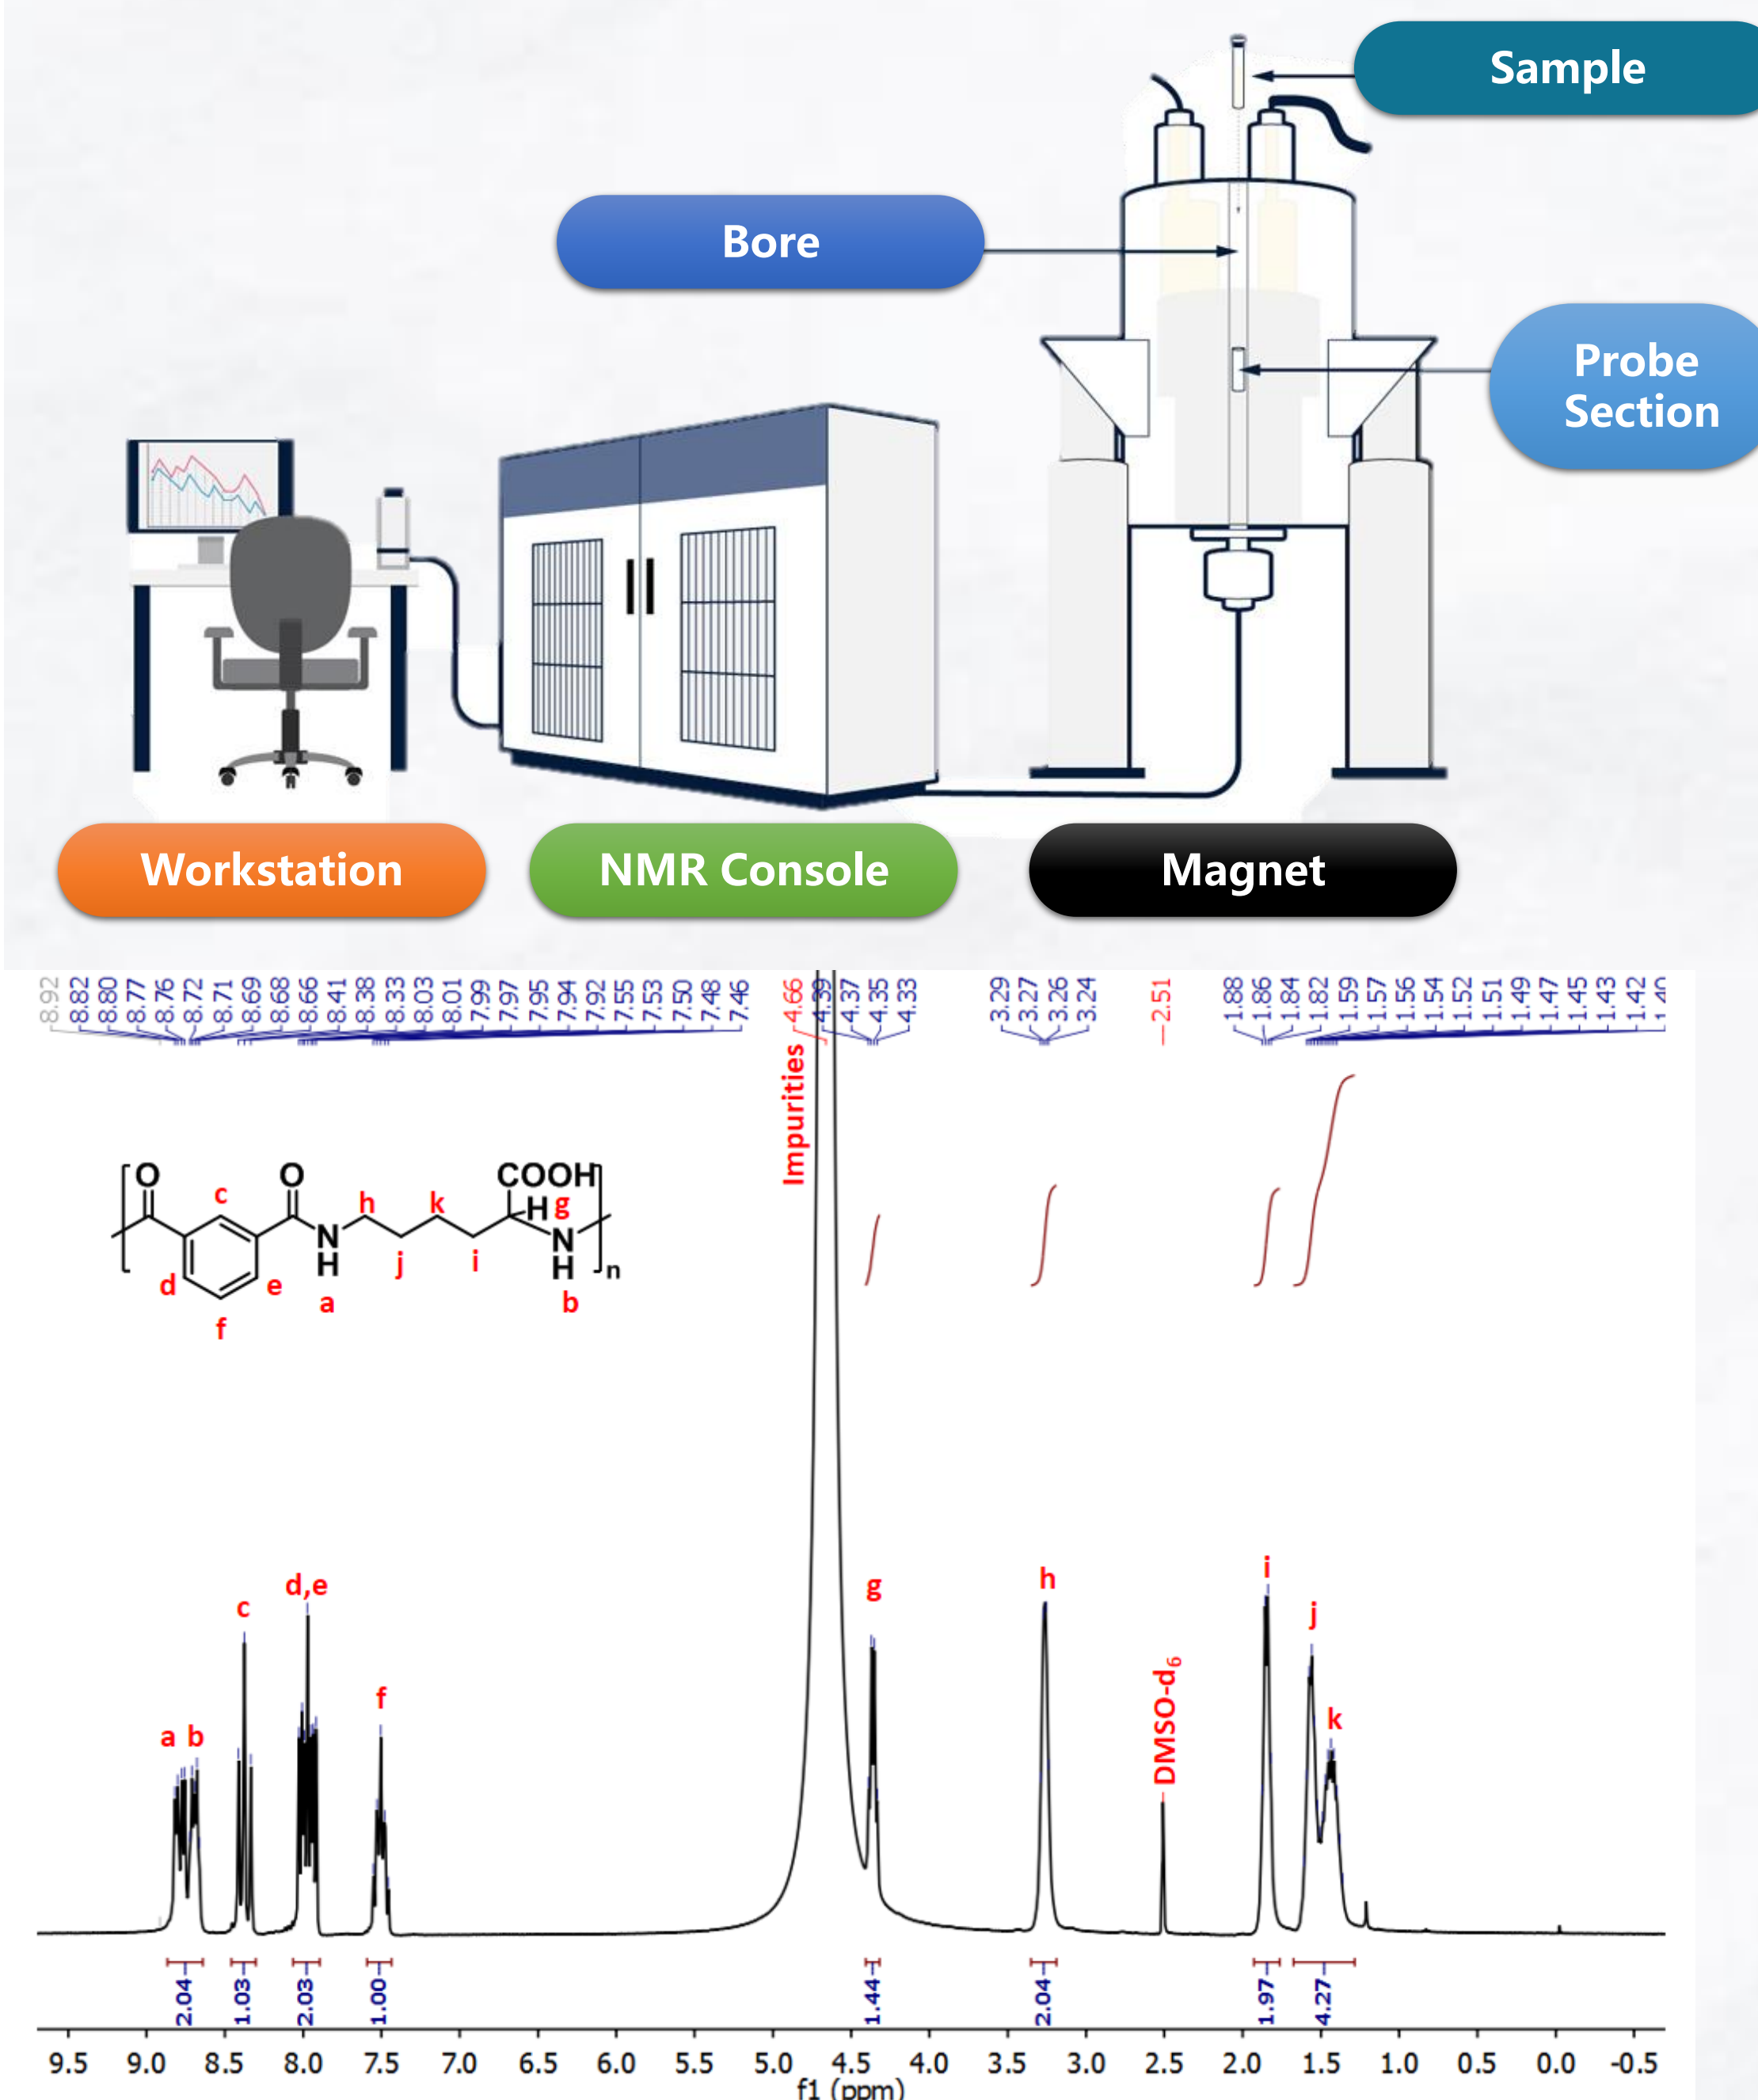 Sample
Bore
Probe
Section
Workstation
NMR Console
Magnet
8.92
8.82
8.80
8.77
8.76
8.72
8.71
8.69
8.68
8.66
8.41
8.38
8.33
8.03
8.01
7.99
7.97
7.95
7.94
7.92
7.55
7.53
7.50
7.48
7.46
4.66
4.39
4.37
4.35
4.33
3.29
3.27
3.26
3.24
2.51
1.88
1.86
1.84
1.82
1.59
1.57
1.56
1.54
1.52
1.51
1.49
1.47
1.45
1.43
1.42
1.40
Impurities
O O COOH
c h k H g
N N
H H n
d e j i
a b
f
i
d,e g h
c j
f
a b k
DMSO-d₆
2.04 1.03 2.03 1.00 1.44 2.04 1.97 4.27
9.5 9.0 8.5 8.0 7.5 7.0 6.5 6.0 5.5 5.0 4.5 4.0 3.5 3.0 2.5 2.0 1.5 1.0 0.5 0.0 -0.5
f1 (ppm)